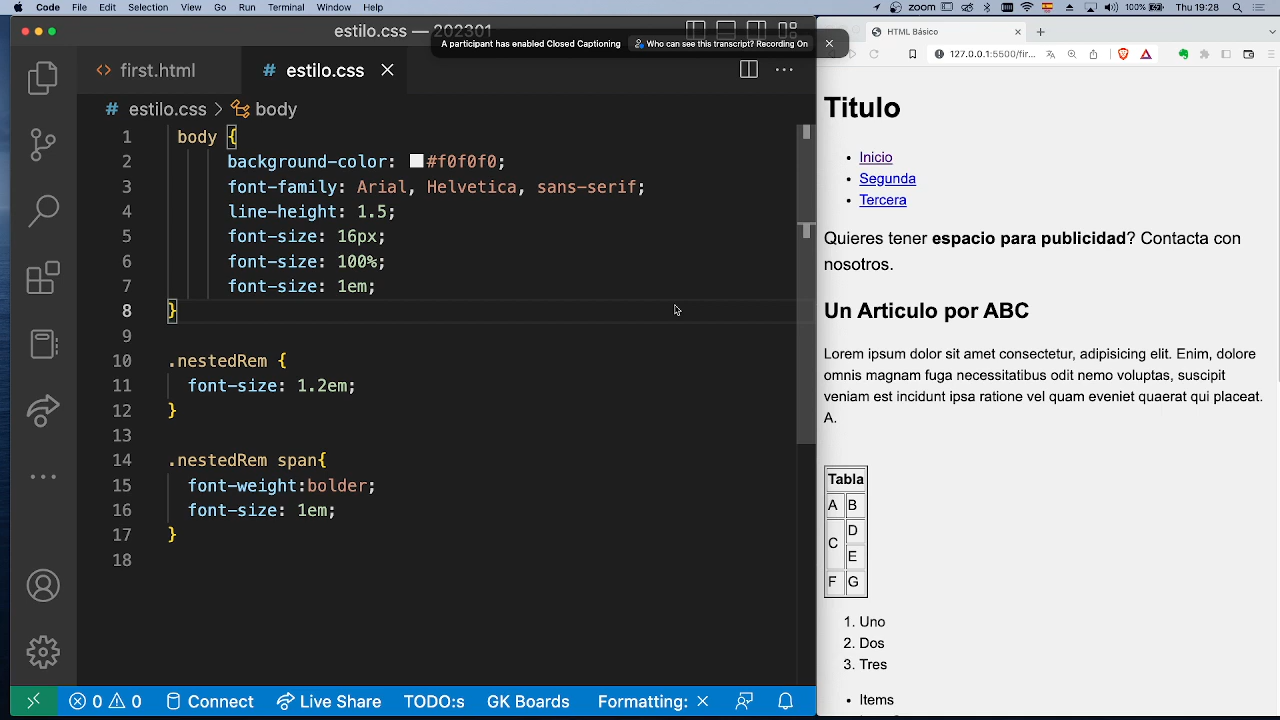 Code File Edit Selection View Go Run Terminal Window Help
zoom 100% Thu 19:28
estilo.css — 202301
A participant has enabled Closed Captioning
Who can see this transcript? Recording On
first.html
estilo.css
estilo.css > body
1 body {
2 background-color: #f0f0f0;
3 font-family: Arial, Helvetica, sans-serif;
4 line-height: 1.5;
5 font-size: 16px;
6 font-size: 100%;
7 font-size: 1em;
8 }
9
10 .nestedRem {
11 font-size: 1.2em;
12 }
13
14 .nestedRem span{
15 font-weight:bolder;
16 font-size: 1em;
17 }
18
0 0 Connect Live Share TODO:s GK Boards Formatting: ×
HTML Básico
127.0.0.1:5500/fir...
Titulo
• Inicio
• Segunda
• Tercera
Quieres tener espacio para publicidad? Contacta con
nosotros.
Un Articulo por ABC
Lorem ipsum dolor sit amet consectetur, adipisicing elit. Enim, dolore
omnis magnam fuga necessitatibus odit nemo voluptas, suscipit
veniam est incidunt ipsa ratione vel quam eveniet quaerat qui placeat.
A.
Tabla
A B
C D
E
F G
1. Uno
2. Dos
3. Tres
• Items